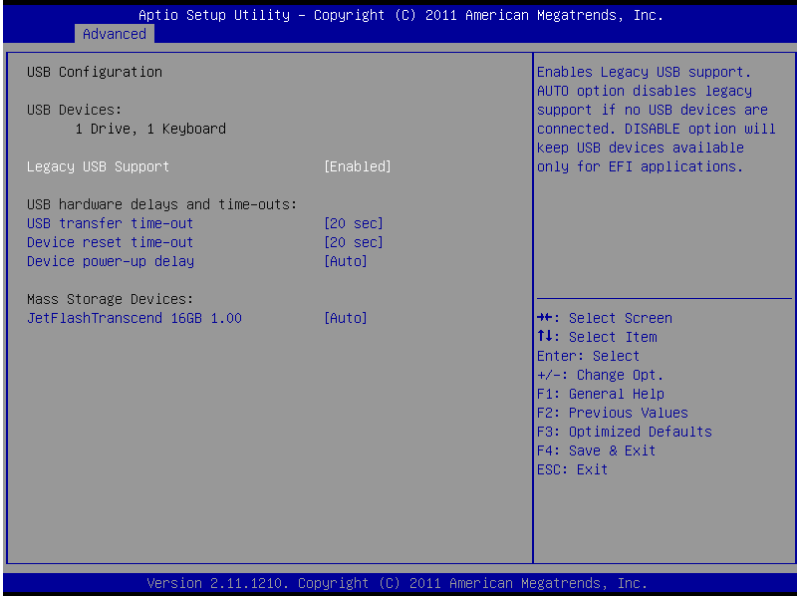 Aptio Setup Utility – Copyright (C) 2011 American Megatrends, Inc.
Advanced
USB Configuration
USB Devices:
1 Drive, 1 Keyboard
Legacy USB Support [Enabled]
USB hardware delays and time-outs:
USB transfer time-out [20 sec]
Device reset time-out [20 sec]
Device power-up delay [Auto]
Mass Storage Devices:
JetFlashTranscend 16GB 1.00 [Auto]
Enables Legacy USB support.
AUTO option disables legacy
support if no USB devices are
connected. DISABLE option will
keep USB devices available
only for EFI applications.
→←: Select Screen
↑↓: Select Item
Enter: Select
+/-: Change Opt.
F1: General Help
F2: Previous Values
F3: Optimized Defaults
F4: Save & Exit
ESC: Exit
Version 2.11.1210. Copyright (C) 2011 American Megatrends, Inc.